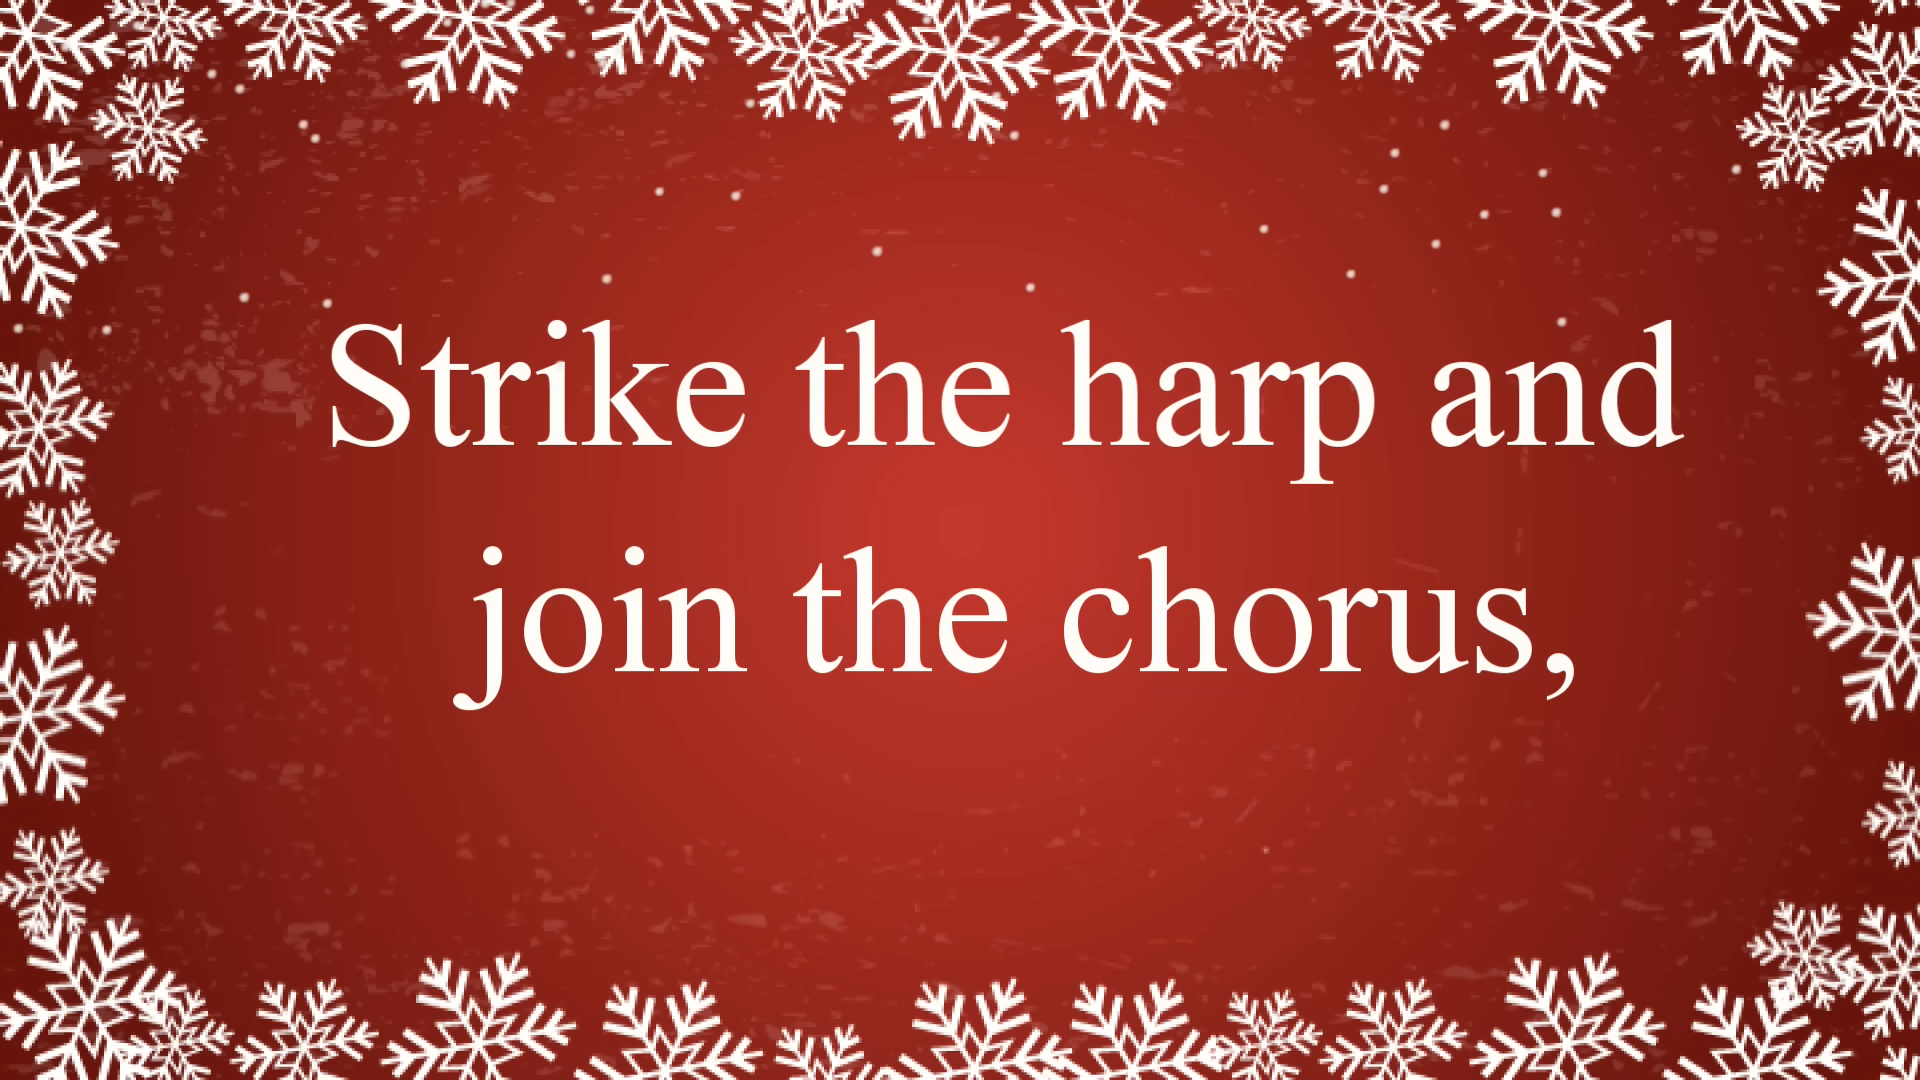 Strike the harp and
join the chorus,